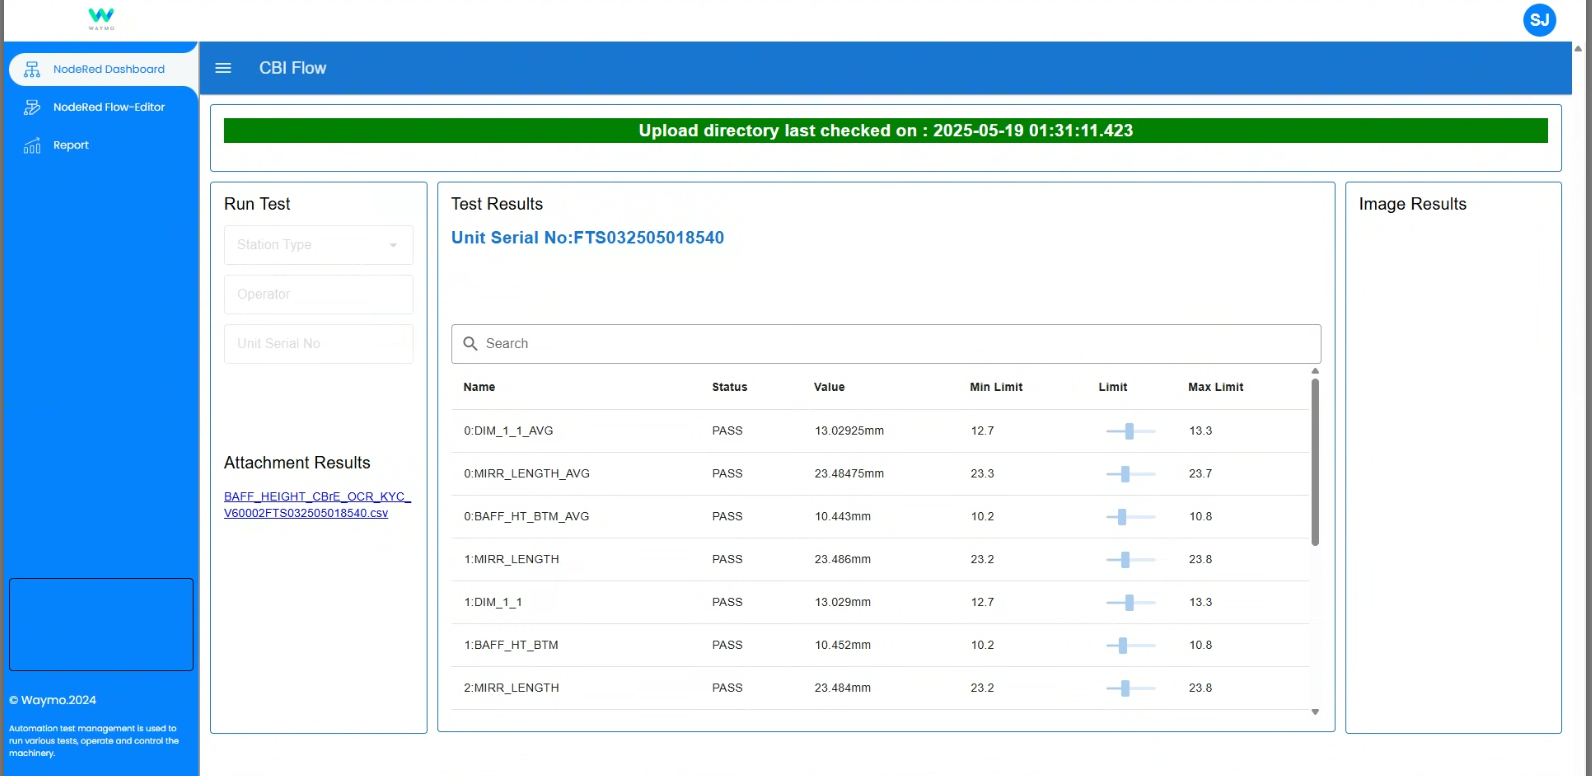 WAYMO
SJ
NodeRed Dashboard
CBI Flow
NodeRed Flow-Editor
Report
Upload directory last checked on : 2025-05-19 01:31:11.423
Run Test
Station Type
Operator
Unit Serial No
Attachment Results
BAFF_HEIGHT_CBrE_OCR_KYC_
V60002FTS032505018540.csv
Test Results
Unit Serial No:FTS032505018540
Search
Name Status Value Min Limit Limit Max Limit
0:DIM_1_1_AVG PASS 13.02925mm 12.7 13.3
0:MIRR_LENGTH_AVG PASS 23.48475mm 23.3 23.7
0:BAFF_HT_BTM_AVG PASS 10.443mm 10.2 10.8
1:MIRR_LENGTH PASS 23.486mm 23.2 23.8
1:DIM_1_1 PASS 13.029mm 12.7 13.3
1:BAFF_HT_BTM PASS 10.452mm 10.2 10.8
2:MIRR_LENGTH PASS 23.484mm 23.2 23.8
Image Results
© Waymo.2024
Automation test management is used to
run various tests, operate and control the
machinery.